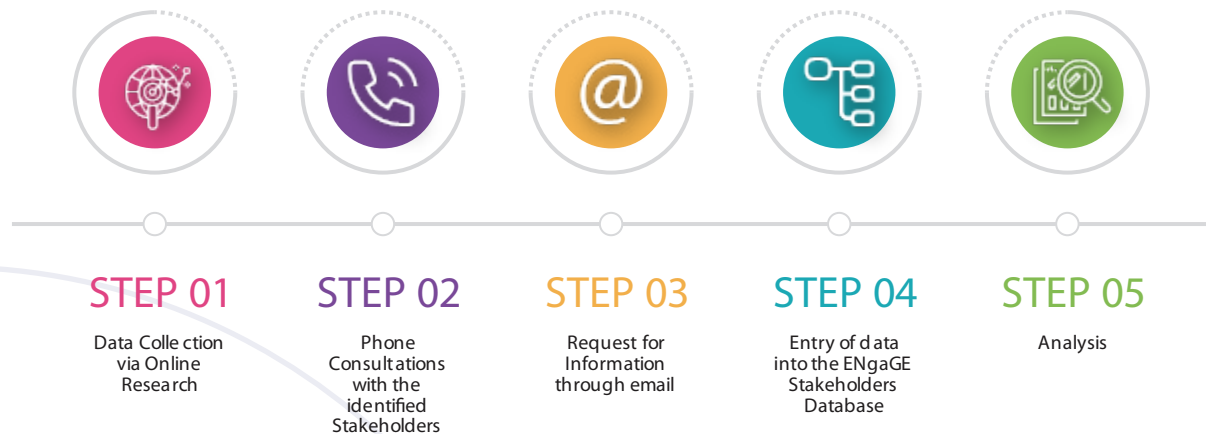 STEP 01
Data Collection
via Online
Research
STEP 02
Phone
Consultations
with the
identified
Stakeholders
STEP 03
Request for
Information
through email
STEP 04
Entry of data
into the ENgaGE
Stakeholders
Database
STEP 05
Analysis